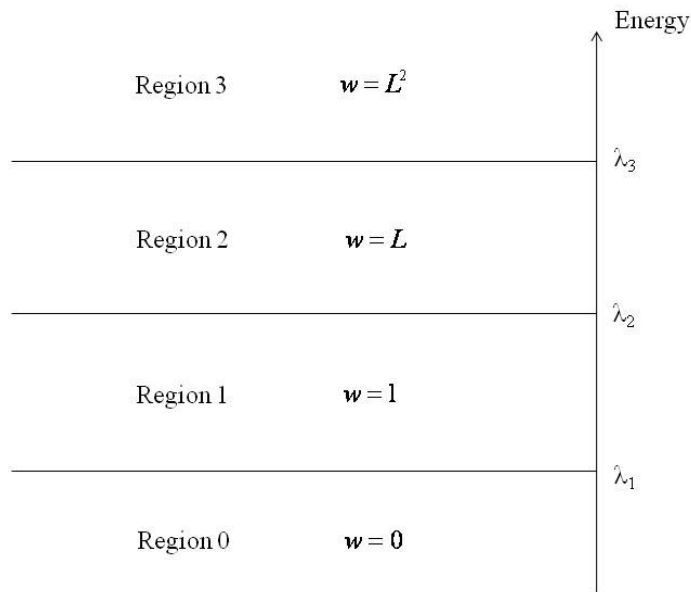 Energy
Region 3 w = L²
λ₃
Region 2 w = L
λ₂
Region 1 w = 1
λ₁
Region 0 w = 0